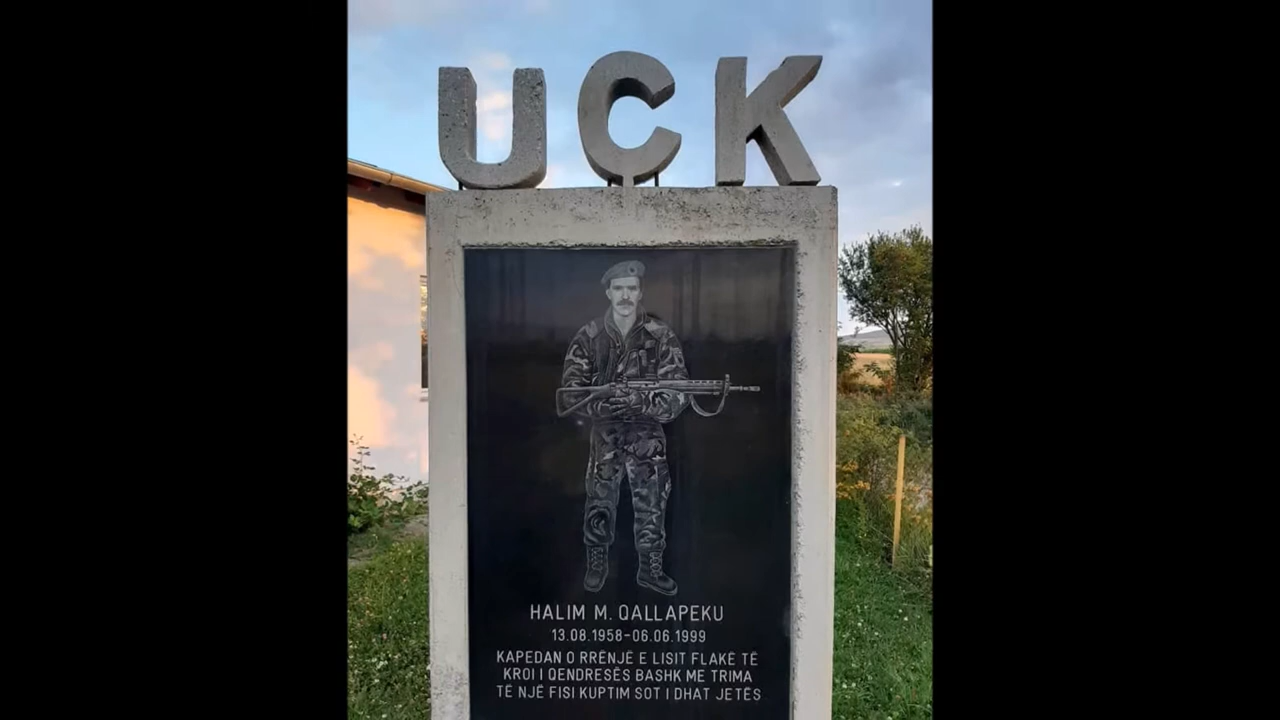 UÇK
HALIM M. QALLAPEKU
13.08.1958-06.06.1999
KAPEDAN O RRËNJË E LISIT FLAKË TË
KROI I QENDRESËS BASHK ME TRIMA
TË NJË FISI KUPTIM SOT I DHAT JETËS